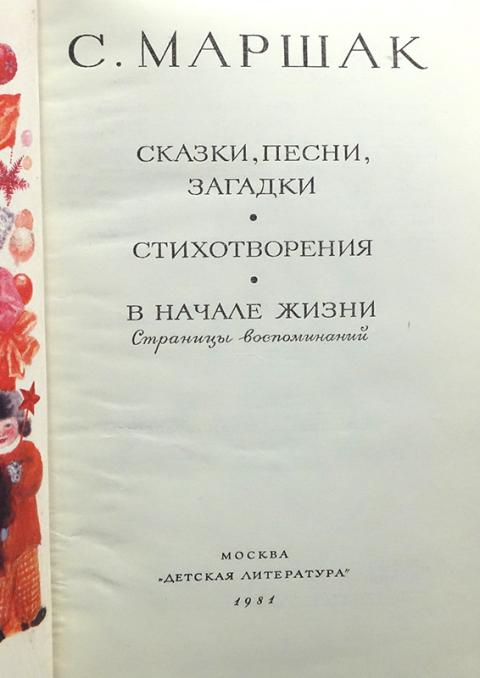 С. МАРШАК
СКАЗКИ, ПЕСНИ,
ЗАГАДКИ
•
СТИХОТВОРЕНИЯ
•
В НАЧАЛЕ ЖИЗНИ
Страницы воспоминаний
МОСКВА
„ДЕТСКАЯ ЛИТЕРАТУРА"
1981